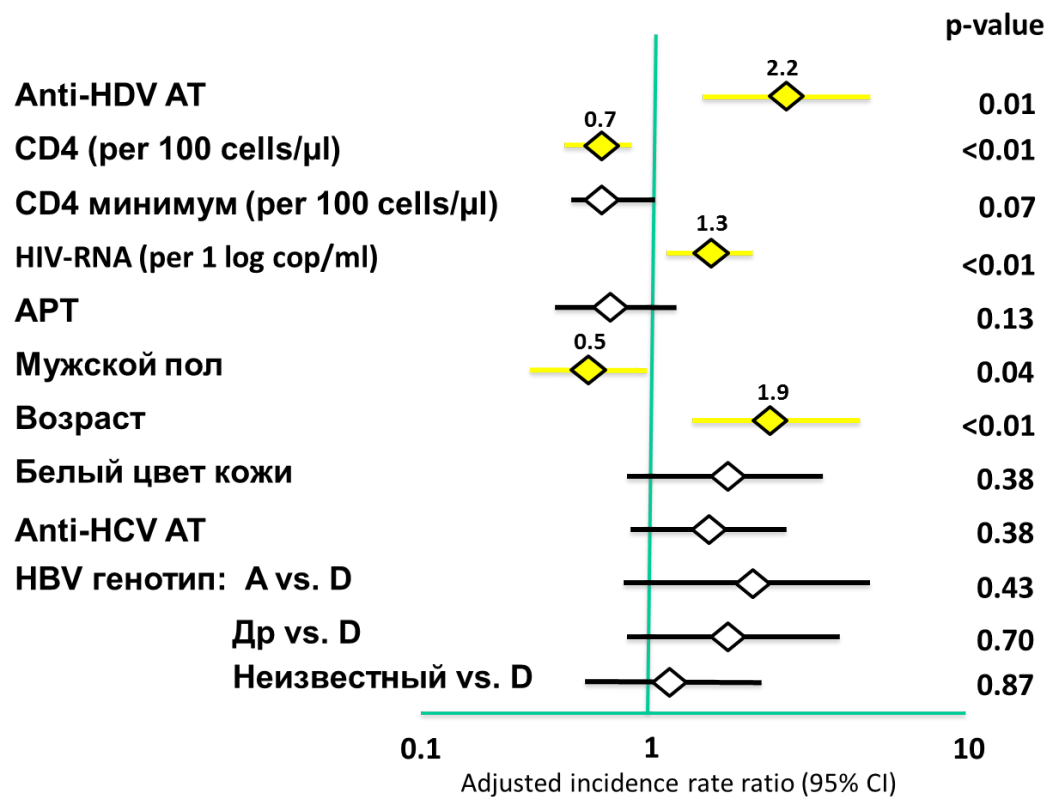 p-value
Anti-HDV AT 2.2 0.01
CD4 (per 100 cells/µl) 0.7 <0.01
CD4 минимум (per 100 cells/µl) 0.07
HIV-RNA (per 1 log cop/ml) 1.3 <0.01
АРТ 0.13
Мужской пол 0.5 0.04
Возраст 1.9 <0.01
Белый цвет кожи 0.38
Anti-HCV AT 0.38
HBV генотип: A vs. D 0.43
Др vs. D 0.70
Неизвестный vs. D 0.87
0.1 1 10
Adjusted incidence rate ratio (95% CI)